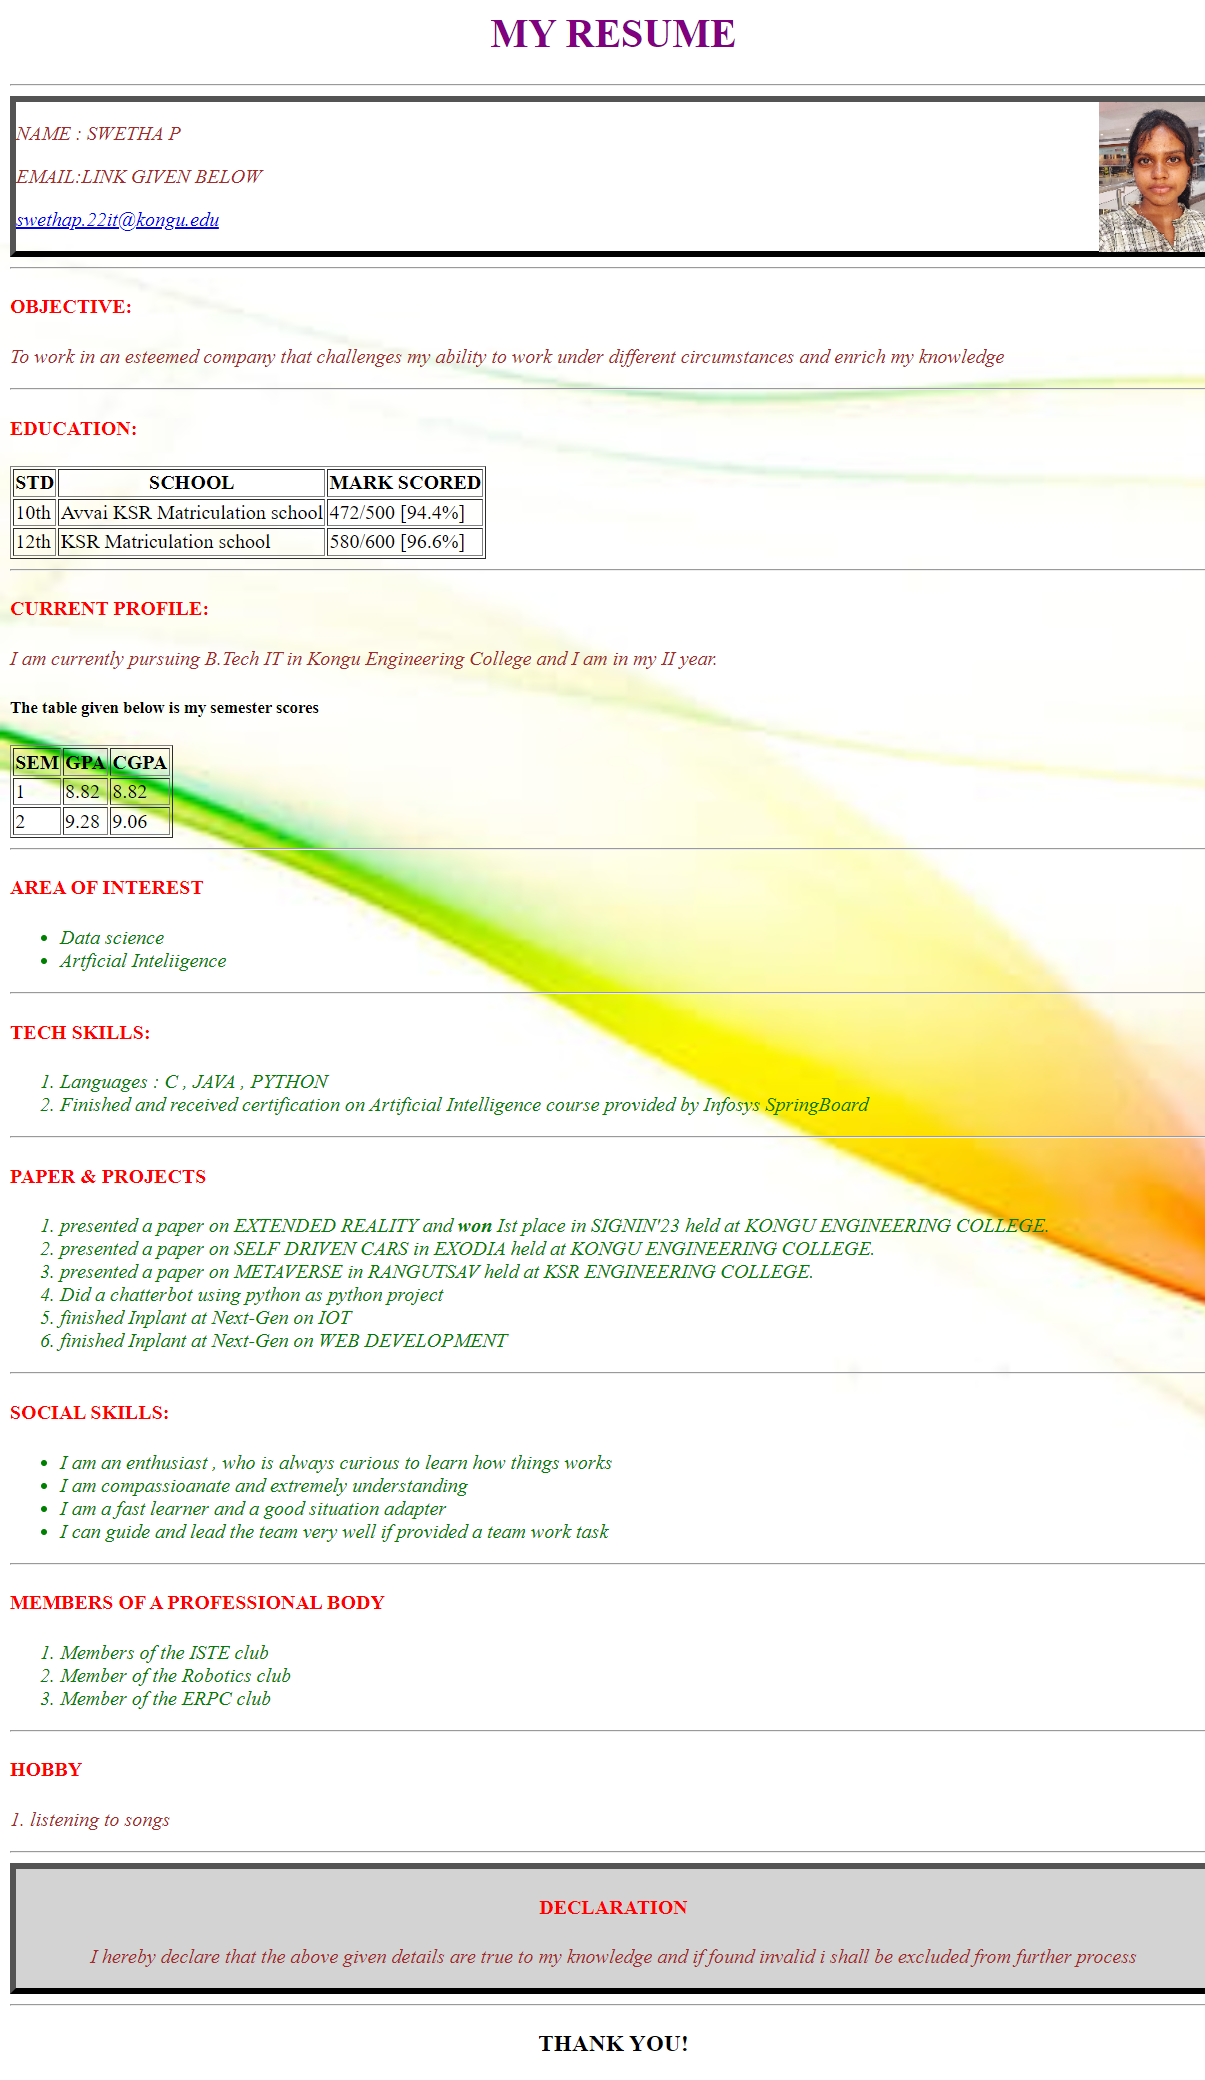 MY RESUME
NAME : SWETHA P
EMAIL:LINK GIVEN BELOW
swethap.22it@kongu.edu
OBJECTIVE:
To work in an esteemed company that challenges my ability to work under different circumstances and enrich my knowledge
EDUCATION:
STD SCHOOL MARK SCORED
10th Avvai KSR Matriculation school 472/500 [94.4%]
12th KSR Matriculation school 580/600 [96.6%]
CURRENT PROFILE:
I am currently pursuing B.Tech IT in Kongu Engineering College and I am in my II year.
The table given below is my semester scores
SEM GPA CGPA
1 8.82 8.82
2 9.28 9.06
AREA OF INTEREST
• Data science
• Artficial Inteliigence
TECH SKILLS:
1. Languages : C , JAVA , PYTHON
2. Finished and received certification on Artificial Intelligence course provided by Infosys SpringBoard
PAPER & PROJECTS
1. presented a paper on EXTENDED REALITY and won Ist place in SIGNIN'23 held at KONGU ENGINEERING COLLEGE.
2. presented a paper on SELF DRIVEN CARS in EXODIA held at KONGU ENGINEERING COLLEGE.
3. presented a paper on METAVERSE in RANGUTSAV held at KSR ENGINEERING COLLEGE.
4. Did a chatterbot using python as python project
5. finished Inplant at Next-Gen on IOT
6. finished Inplant at Next-Gen on WEB DEVELOPMENT
SOCIAL SKILLS:
• I am an enthusiast , who is always curious to learn how things works
• I am compassioanate and extremely understanding
• I am a fast learner and a good situation adapter
• I can guide and lead the team very well if provided a team work task
MEMBERS OF A PROFESSIONAL BODY
1. Members of the ISTE club
2. Member of the Robotics club
3. Member of the ERPC club
HOBBY
1. listening to songs
DECLARATION
I hereby declare that the above given details are true to my knowledge and if found invalid i shall be excluded from further process
THANK YOU!